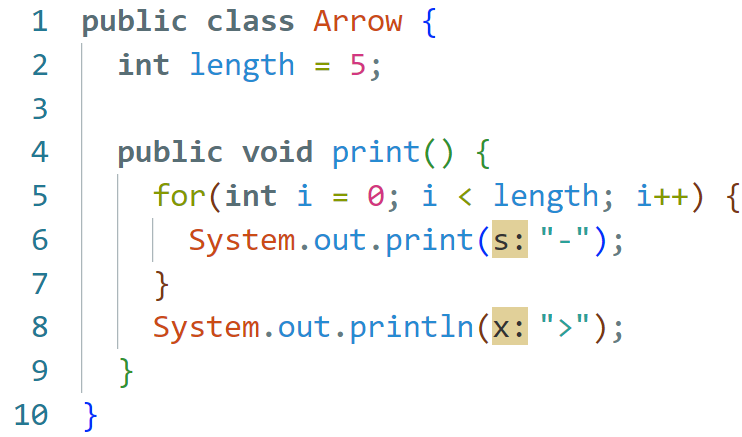 1 public class Arrow {
2   int length = 5;
3
4   public void print() {
5     for(int i = 0; i < length; i++) {
6       System.out.print(s: "-");
7     }
8     System.out.println(x: ">");
9   }
10 }